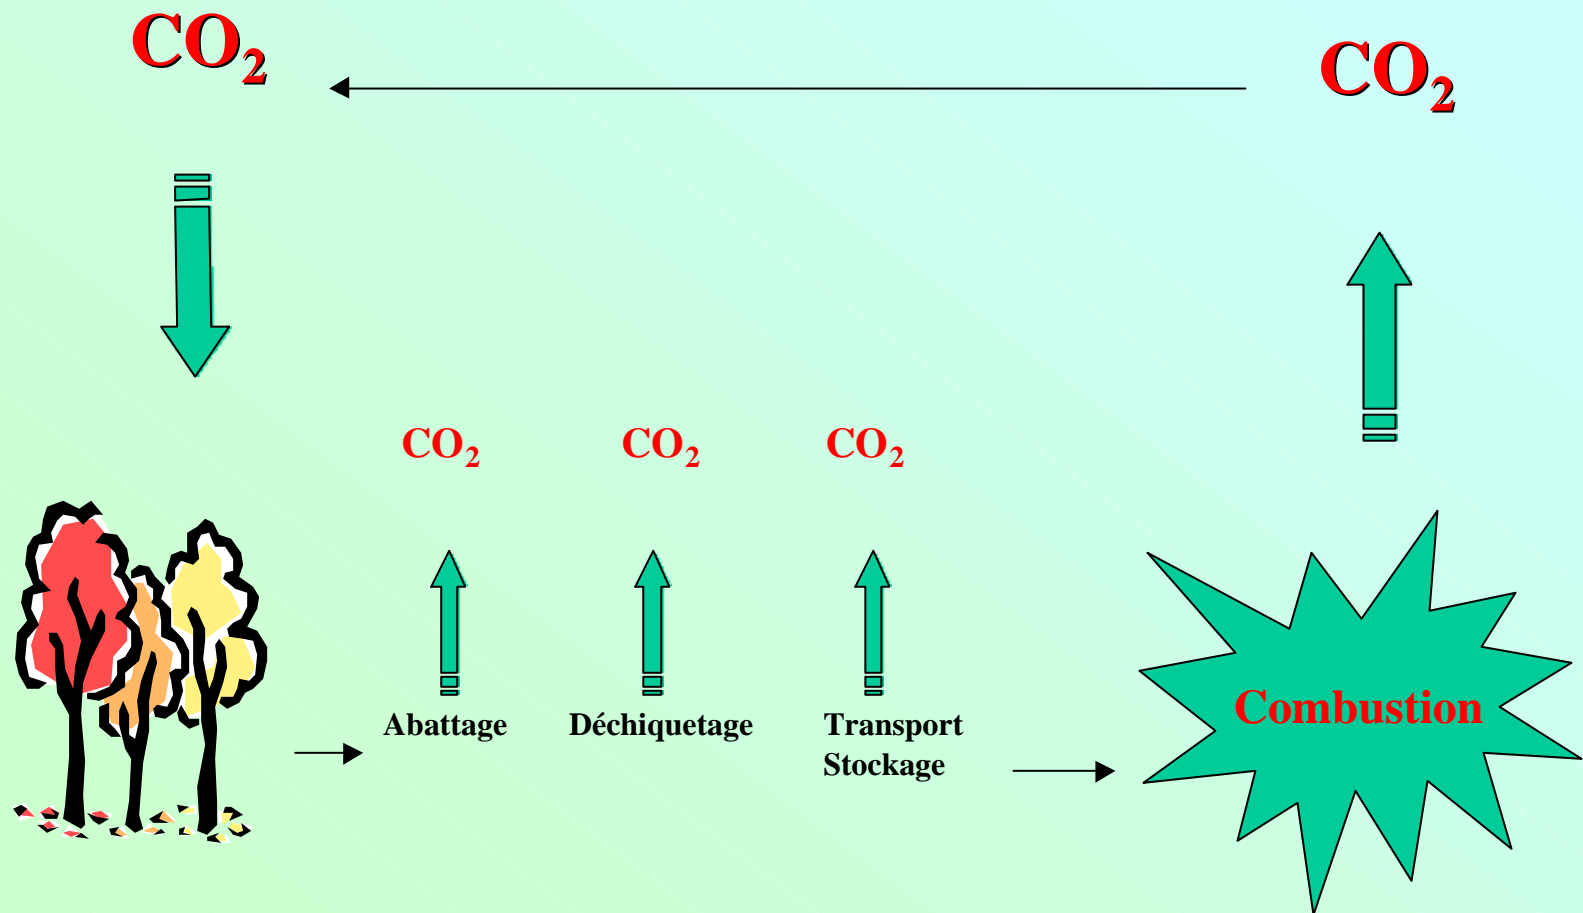 CO₂
CO₂
CO₂ CO₂ CO₂
Abattage Déchiquetage Transport
Stockage
Combustion